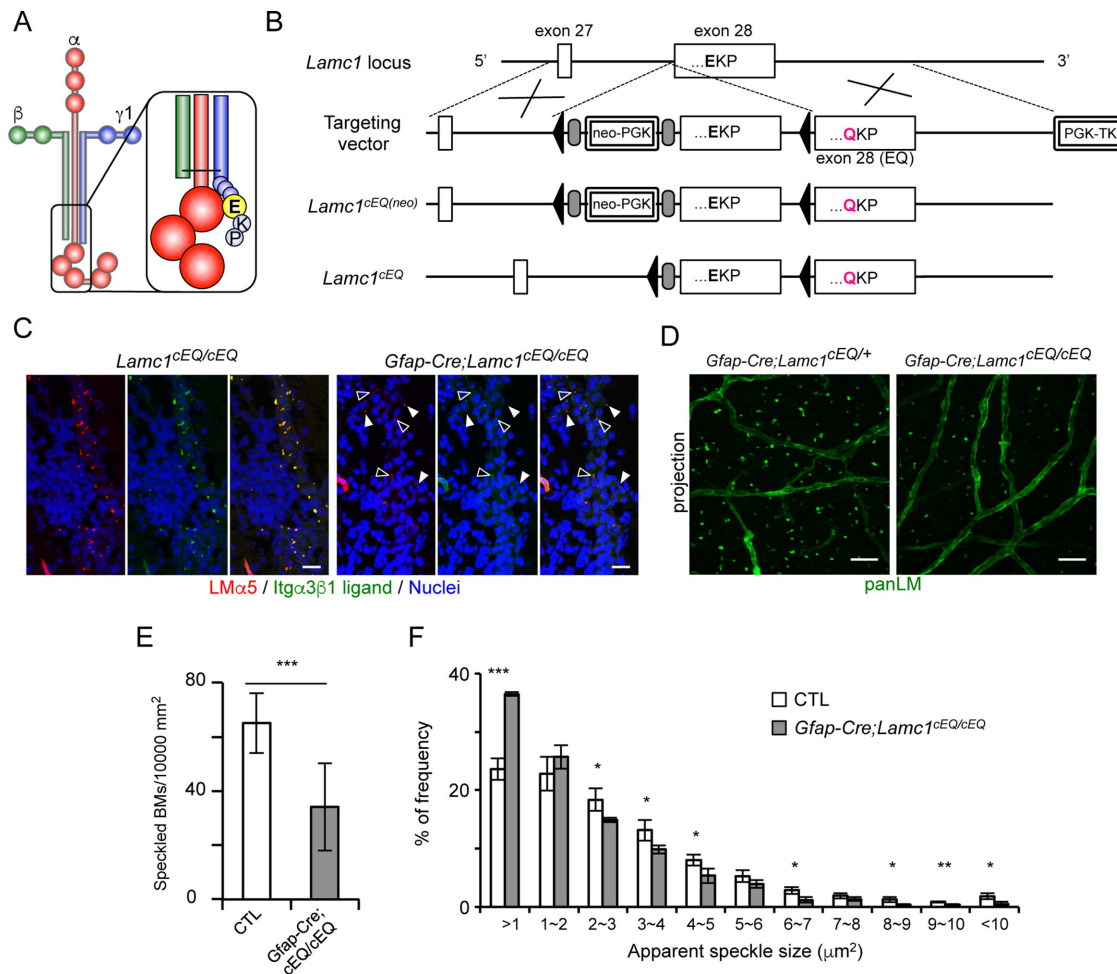 A
α
β
γ1
E
K
P
B
exon 27
exon 28
Lamc1 locus
5’
...EKP
3’
Targeting
vector
neo-PGK
...EKP
...QKP
exon 28 (EQ)
PGK-TK
Lamc1cEQ(neo)
neo-PGK
...EKP
...QKP
Lamc1cEQ
...EKP
...QKP
C
Lamc1cEQ/cEQ
Gfap-Cre;Lamc1cEQ/cEQ
LMα5 / Itgα3β1 ligand / Nuclei
D
Gfap-Cre;Lamc1cEQ/+
Gfap-Cre;Lamc1cEQ/cEQ
projection
panLM
E
***
Speckled BMs/10000 mm2
80
40
0
CTL
Gfap-Cre;
cEQ/cEQ
F
% of frequency
40
20
0
***
*
*
*
*
*
**
*
CTL
Gfap-Cre;Lamc1cEQ/cEQ
>1
1~2
2~3
3~4
4~5
5~6
6~7
7~8
8~9
9~10
<10
Apparent speckle size (μm2)